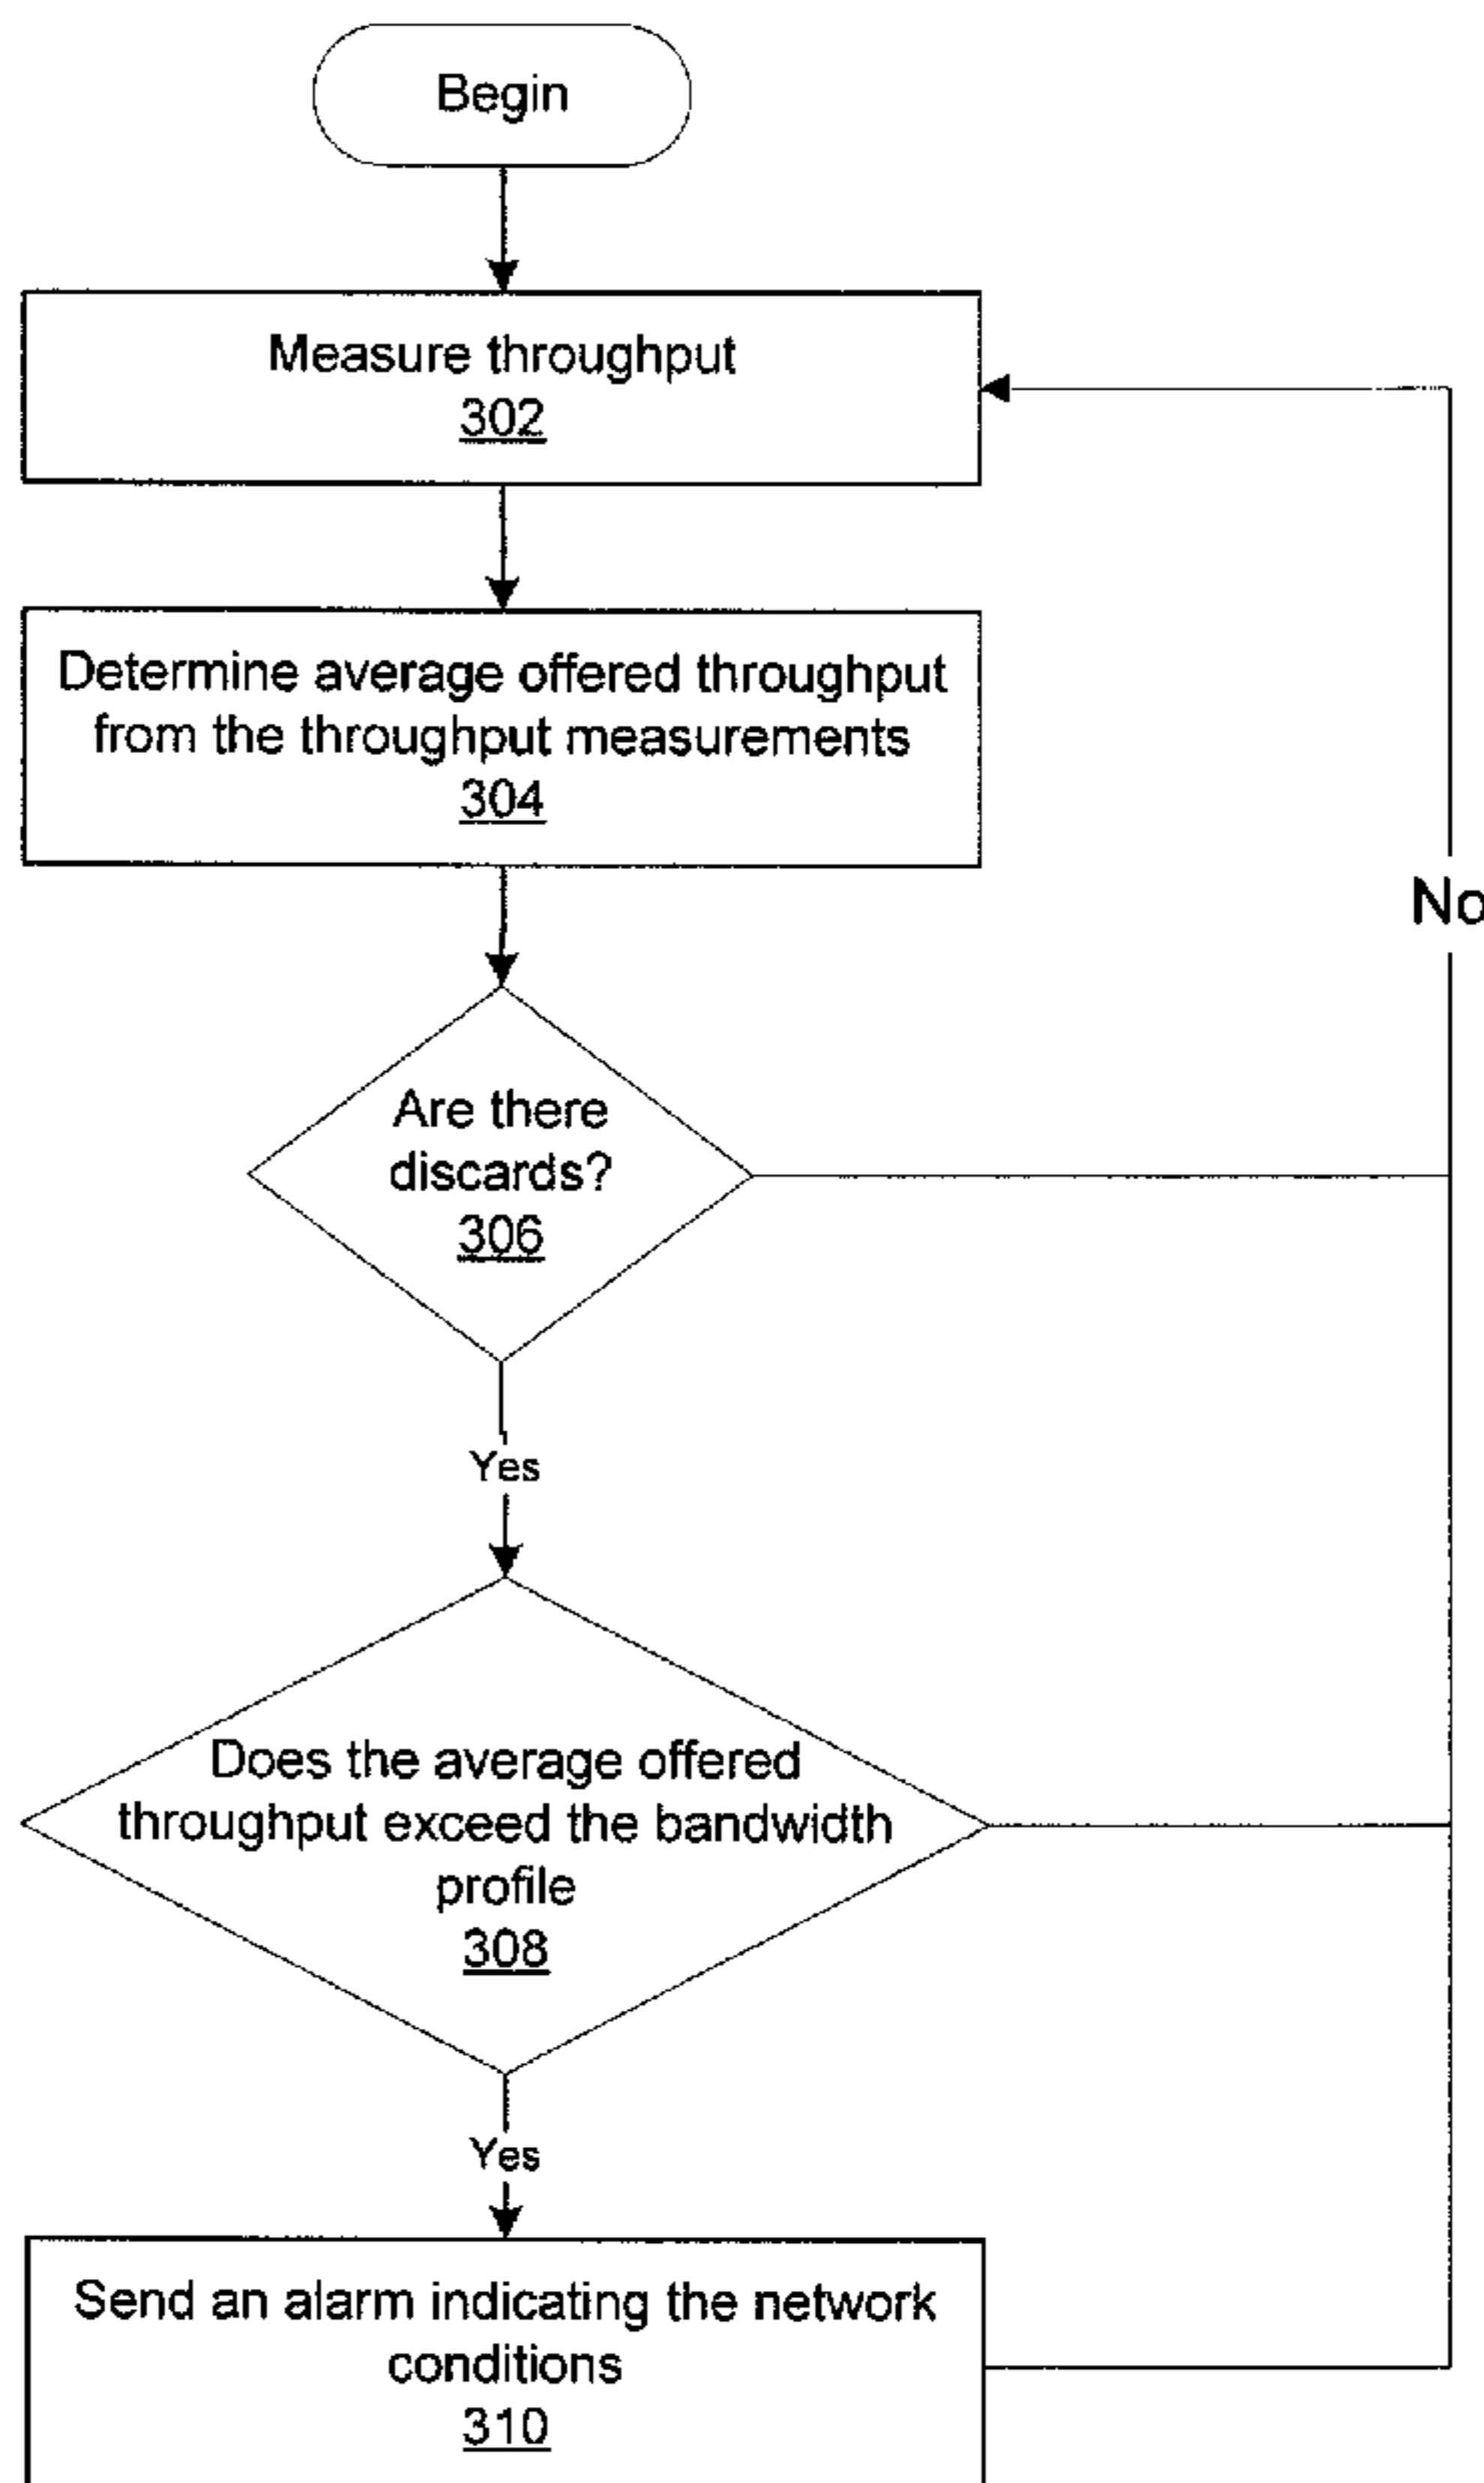 Begin
Measure throughput
302
Determine average offered throughput
from the throughput measurements
304
No
Are there
discards?
306
Yes
Does the average offered
throughput exceed the bandwidth
profile
308
Yes
Send an alarm indicating the network
conditions
310